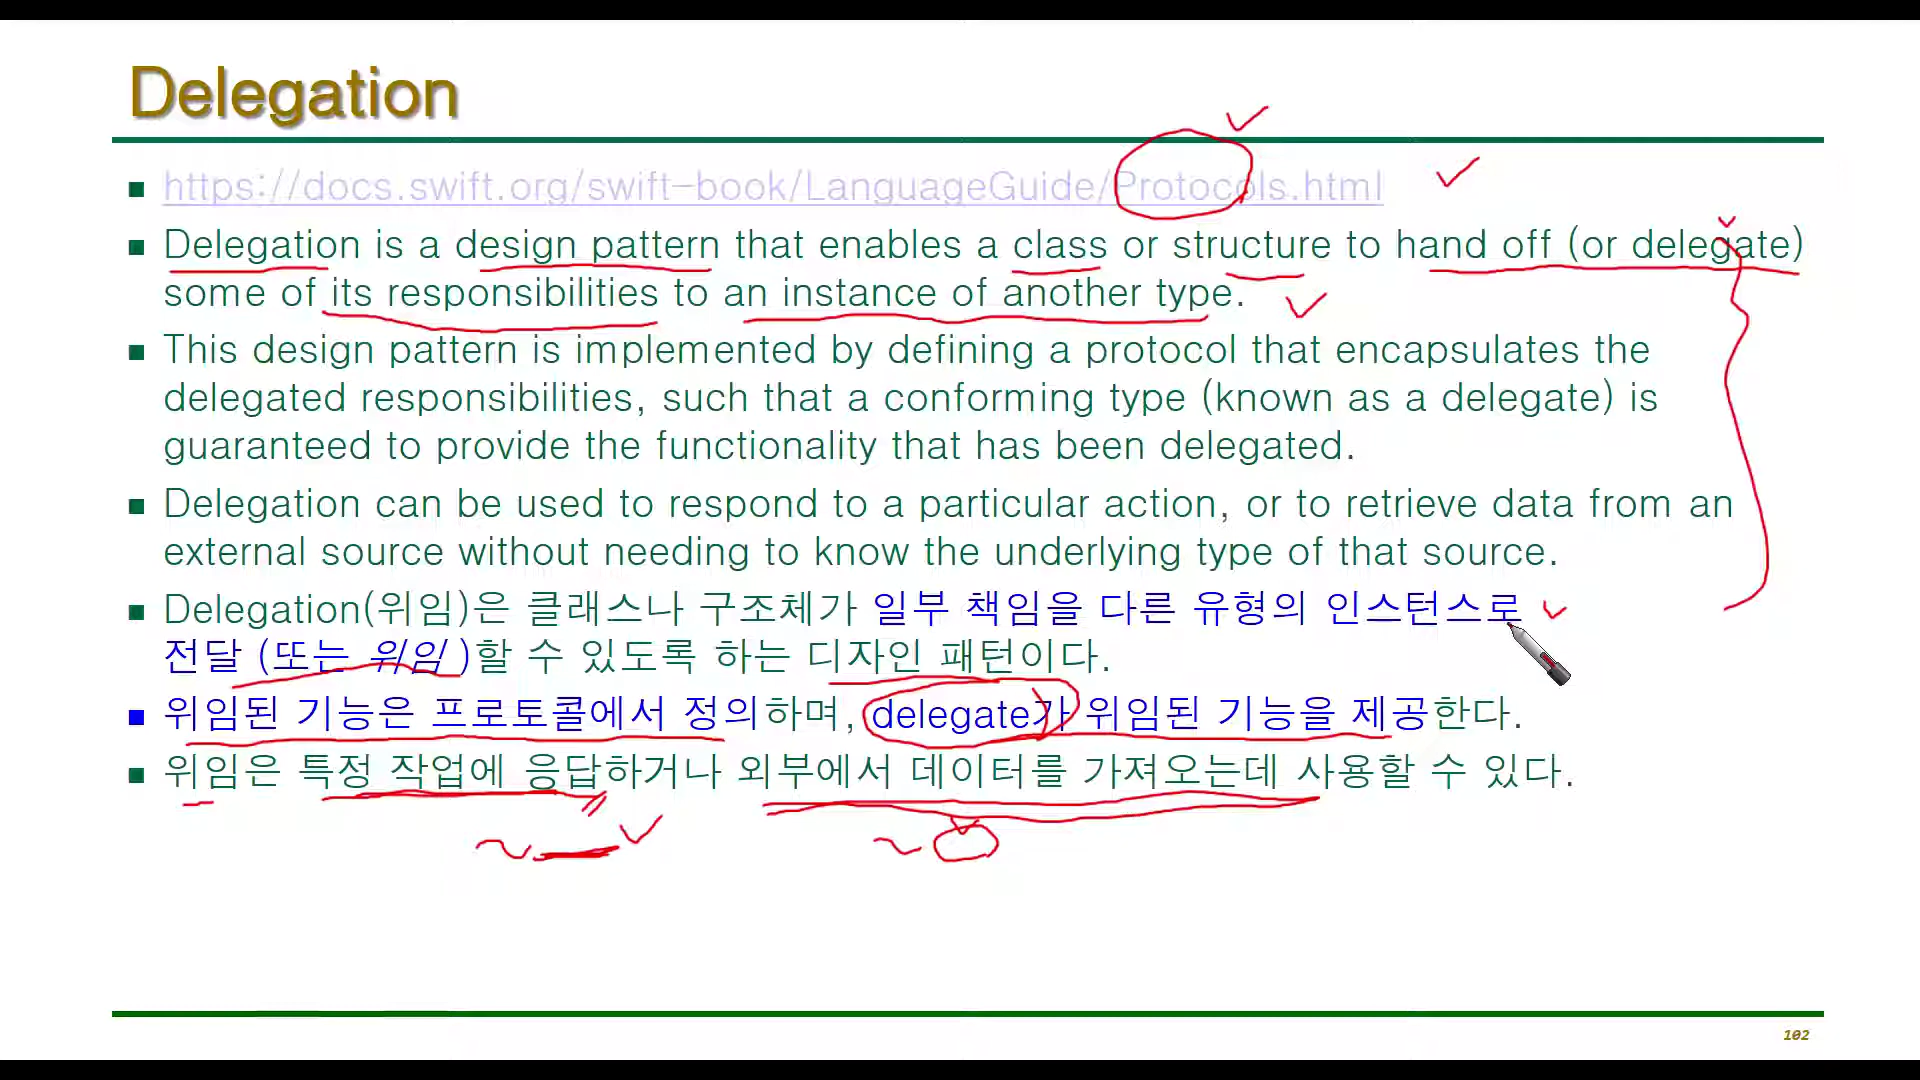 Delegation
https://docs.swift.org/swift-book/LanguageGuide/Protocols.html
Delegation is a design pattern that enables a class or structure to hand off (or delegate)
some of its responsibilities to an instance of another type.
This design pattern is implemented by defining a protocol that encapsulates the
delegated responsibilities, such that a conforming type (known as a delegate) is
guaranteed to provide the functionality that has been delegated.
Delegation can be used to respond to a particular action, or to retrieve data from an
external source without needing to know the underlying type of that source.
Delegation(위임)은 클래스나 구조체가 일부 책임을 다른 유형의 인스턴스로
전달 (또는 위임 )할 수 있도록 하는 디자인 패턴이다.
위임된 기능은 프로토콜에서 정의하며, delegate가 위임된 기능을 제공한다.
위임은 특정 작업에 응답하거나 외부에서 데이터를 가져오는데 사용할 수 있다.
102